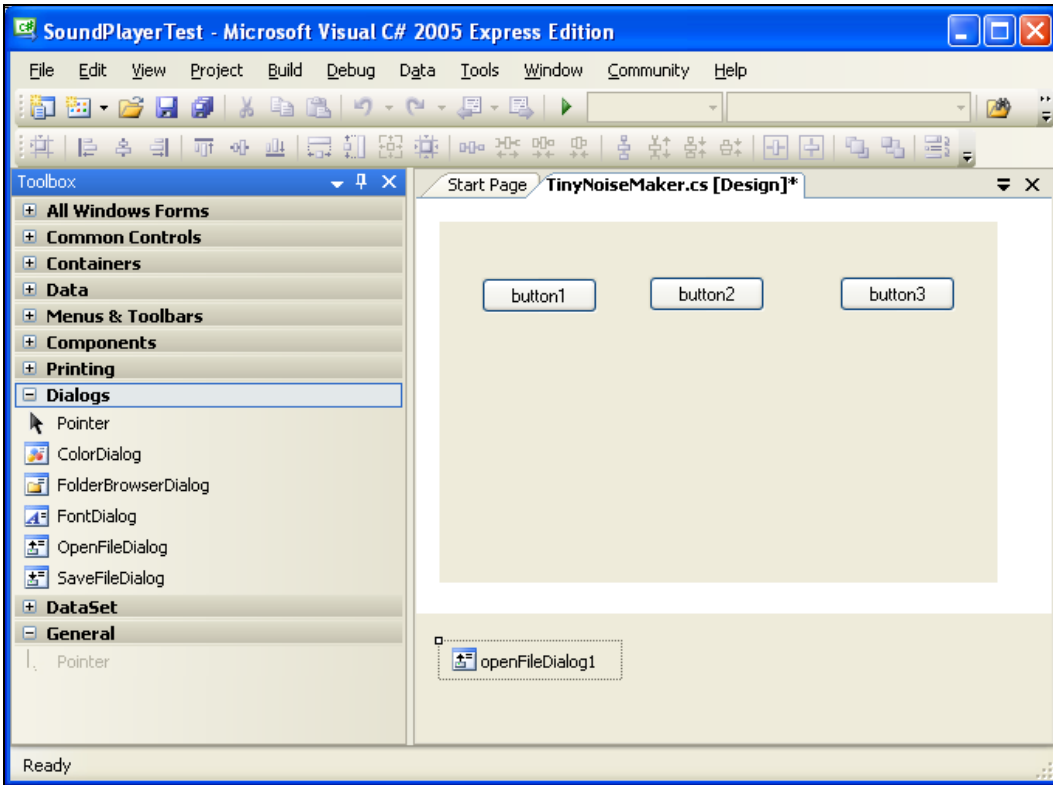 SoundPlayerTest - Microsoft Visual C# 2005 Express Edition
File Edit View Project Build Debug Data Tools Window Community Help
Toolbox
Start Page TinyNoiseMaker.cs [Design]*
All Windows Forms
Common Controls
Containers
Data
Menus & Toolbars
Components
Printing
Dialogs
Pointer
ColorDialog
FolderBrowserDialog
FontDialog
OpenFileDialog
SaveFileDialog
DataSet
General
Pointer
button1 button2 button3
openFileDialog1
Ready